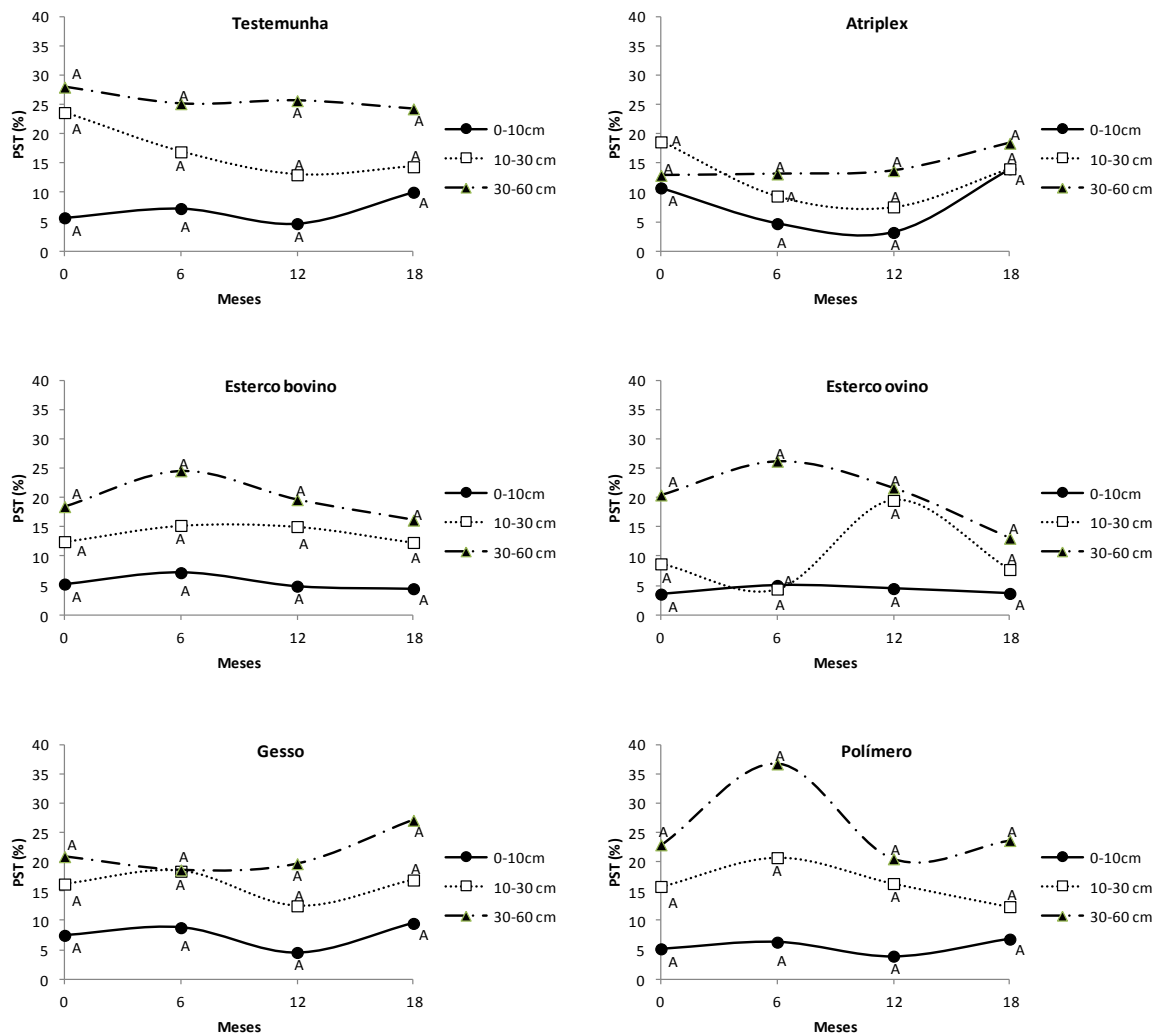 Testemunha
40
35
30
25
20
15
10
5
0
PST (%)
A A A A
A A A A
A A A A
0 6 12 18
Meses
0-10cm
10-30 cm
30-60 cm
Atriplex
40
35
30
25
20
15
10
5
0
PST (%)
A A A A
A A A A
A A A A
0 6 12 18
Meses
0-10cm
10-30 cm
30-60 cm
Esterco bovino
40
35
30
25
20
15
10
5
0
PST (%)
A A A A
A A A A
A A A A
0 6 12 18
Meses
0-10cm
10-30 cm
30-60 cm
Esterco ovino
40
35
30
25
20
15
10
5
0
PST (%)
A A A A
A A A A
A A A A
0 6 12 18
Meses
0-10cm
10-30 cm
30-60 cm
Gesso
40
35
30
25
20
15
10
5
0
PST (%)
A A A A
A A A A
A A A A
0 6 12 18
Meses
0-10cm
10-30 cm
30-60 cm
Polímero
40
35
30
25
20
15
10
5
0
PST (%)
A A A A
A A A A
A A A A
0 6 12 18
Meses
0-10cm
10-30 cm
30-60 cm